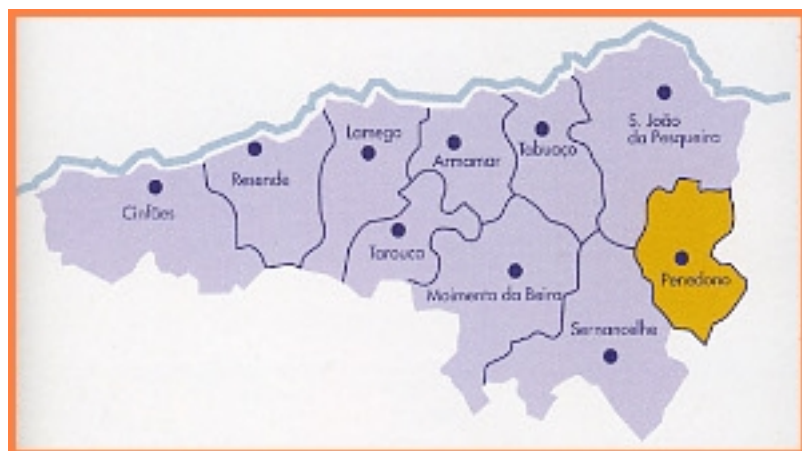 Lamego
S. João
da Pesqueira
Armamar
Tabuaço
Resende
Cinfães
Tarouca
Penedono
Moimenta da Beira
Sernancelhe